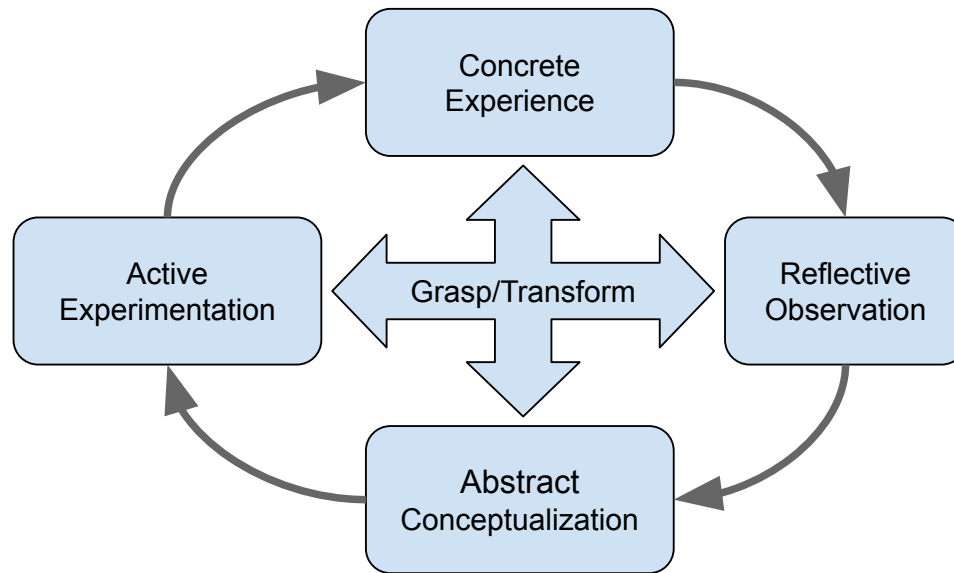 Concrete
Experience
Active
Experimentation
Grasp/Transform
Reflective
Observation
Abstract
Conceptualization